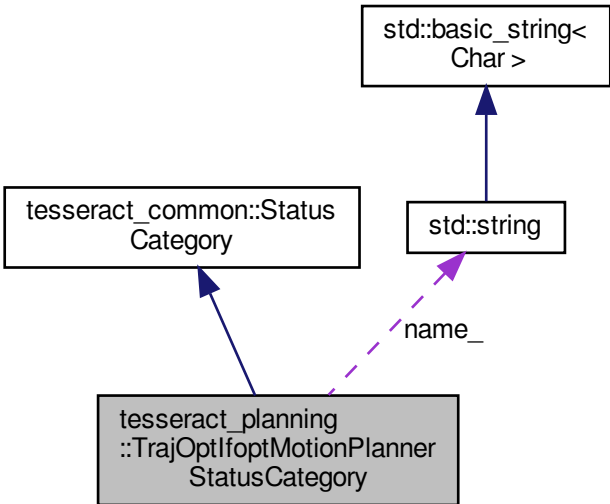 std::basic_string<
Char >
tesseract_common::Status
Category
std::string
name_
tesseract_planning
::TrajOptIfoptMotionPlanner
StatusCategory